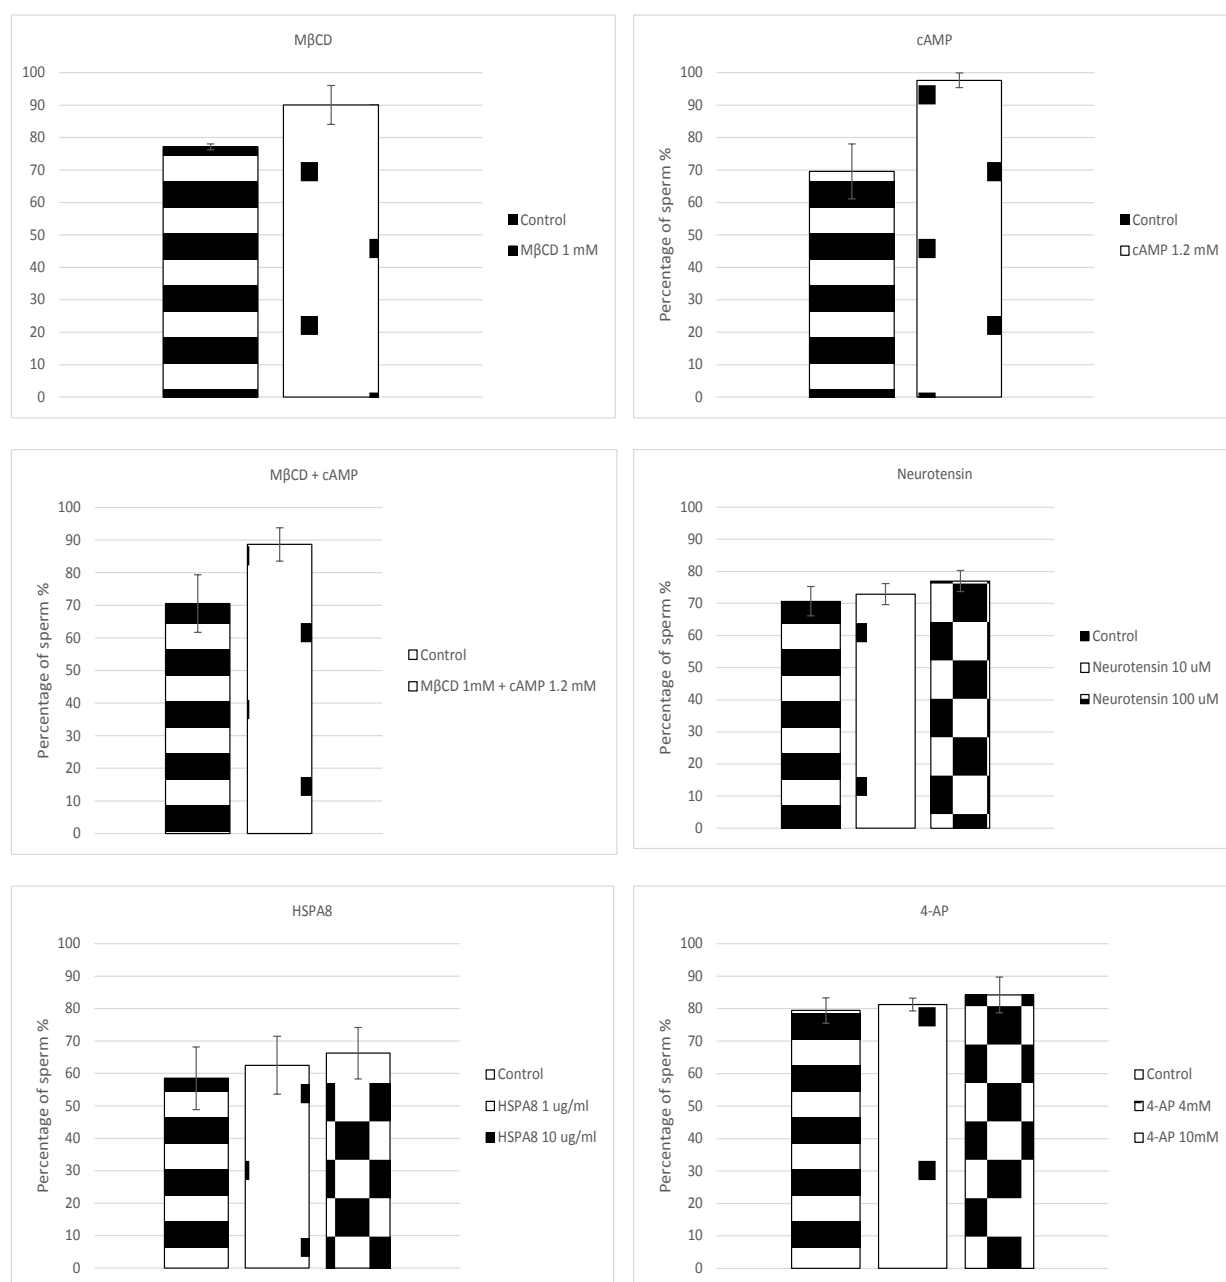 MβCD
100
90
80
70
60
50
40
30
20
10
0
Control
MβCD 1 mM
cAMP
Percentage of sperm %
100
90
80
70
60
50
40
30
20
10
0
Control
cAMP 1.2 mM
MβCD + cAMP
Percentage of sperm %
100
90
80
70
60
50
40
30
20
10
0
Control
MβCD 1mM + cAMP 1.2 mM
Neurotensin
Percentage of sperm %
100
90
80
70
60
50
40
30
20
10
0
Control
Neurotensin 10 uM
Neurotensin 100 uM
HSPA8
Percentage of sperm %
100
90
80
70
60
50
40
30
20
10
0
Control
HSPA8 1 ug/ml
HSPA8 10 ug/ml
4-AP
Percentage of sperm %
100
90
80
70
60
50
40
30
20
10
0
Control
4-AP 4mM
4-AP 10mM